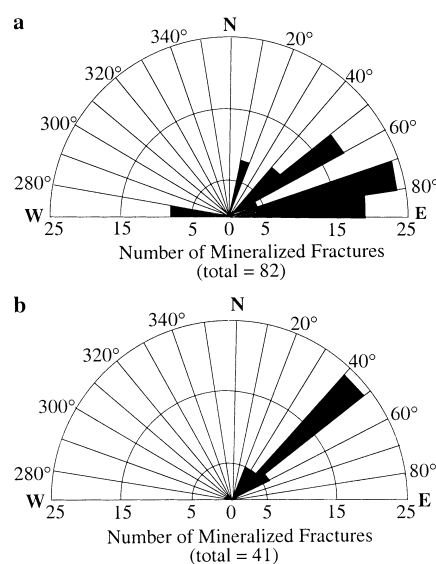 a
N
340° 20°
320° 40°
300° 60°
280° 80°
W E
25 15 5 0 5 15 25
Number of Mineralized Fractures
(total = 82)
b
N
340° 20°
320° 40°
300° 60°
280° 80°
W E
25 15 5 0 5 15 25
Number of Mineralized Fractures
(total = 41)